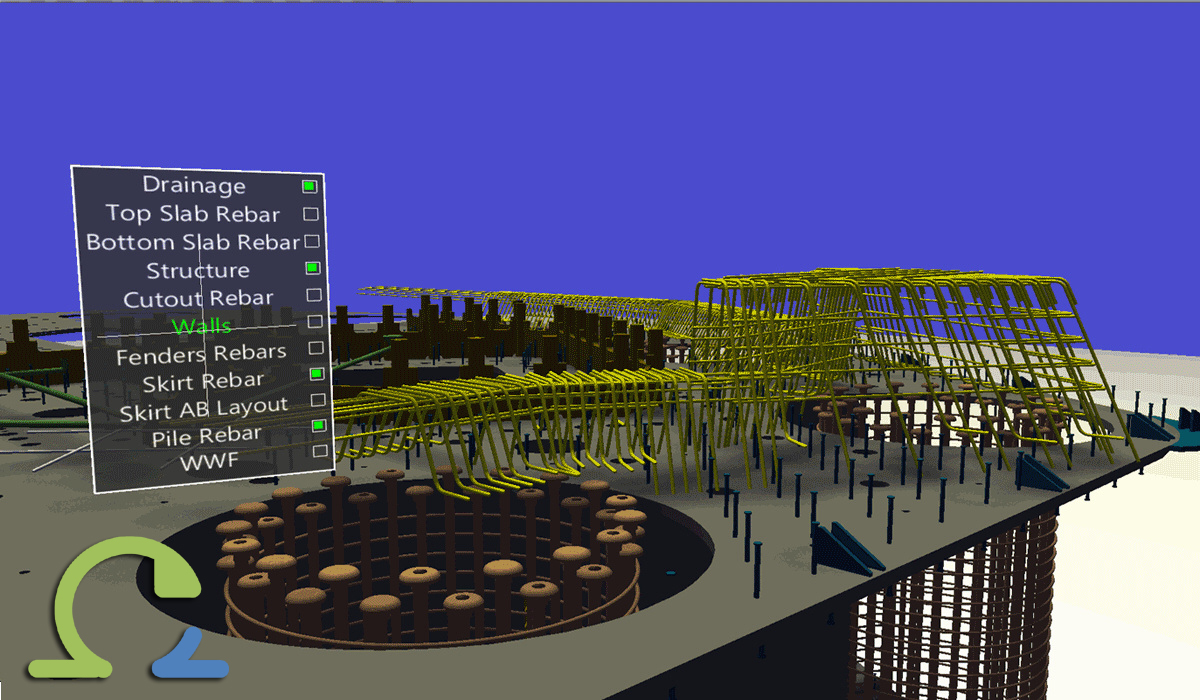 Drainage
Top Slab Rebar
Bottom Slab Rebar
Structure
Cutout Rebar
Walls
Fenders Rebars
Skirt Rebar
Skirt AB Layout
Pile Rebar
WWF